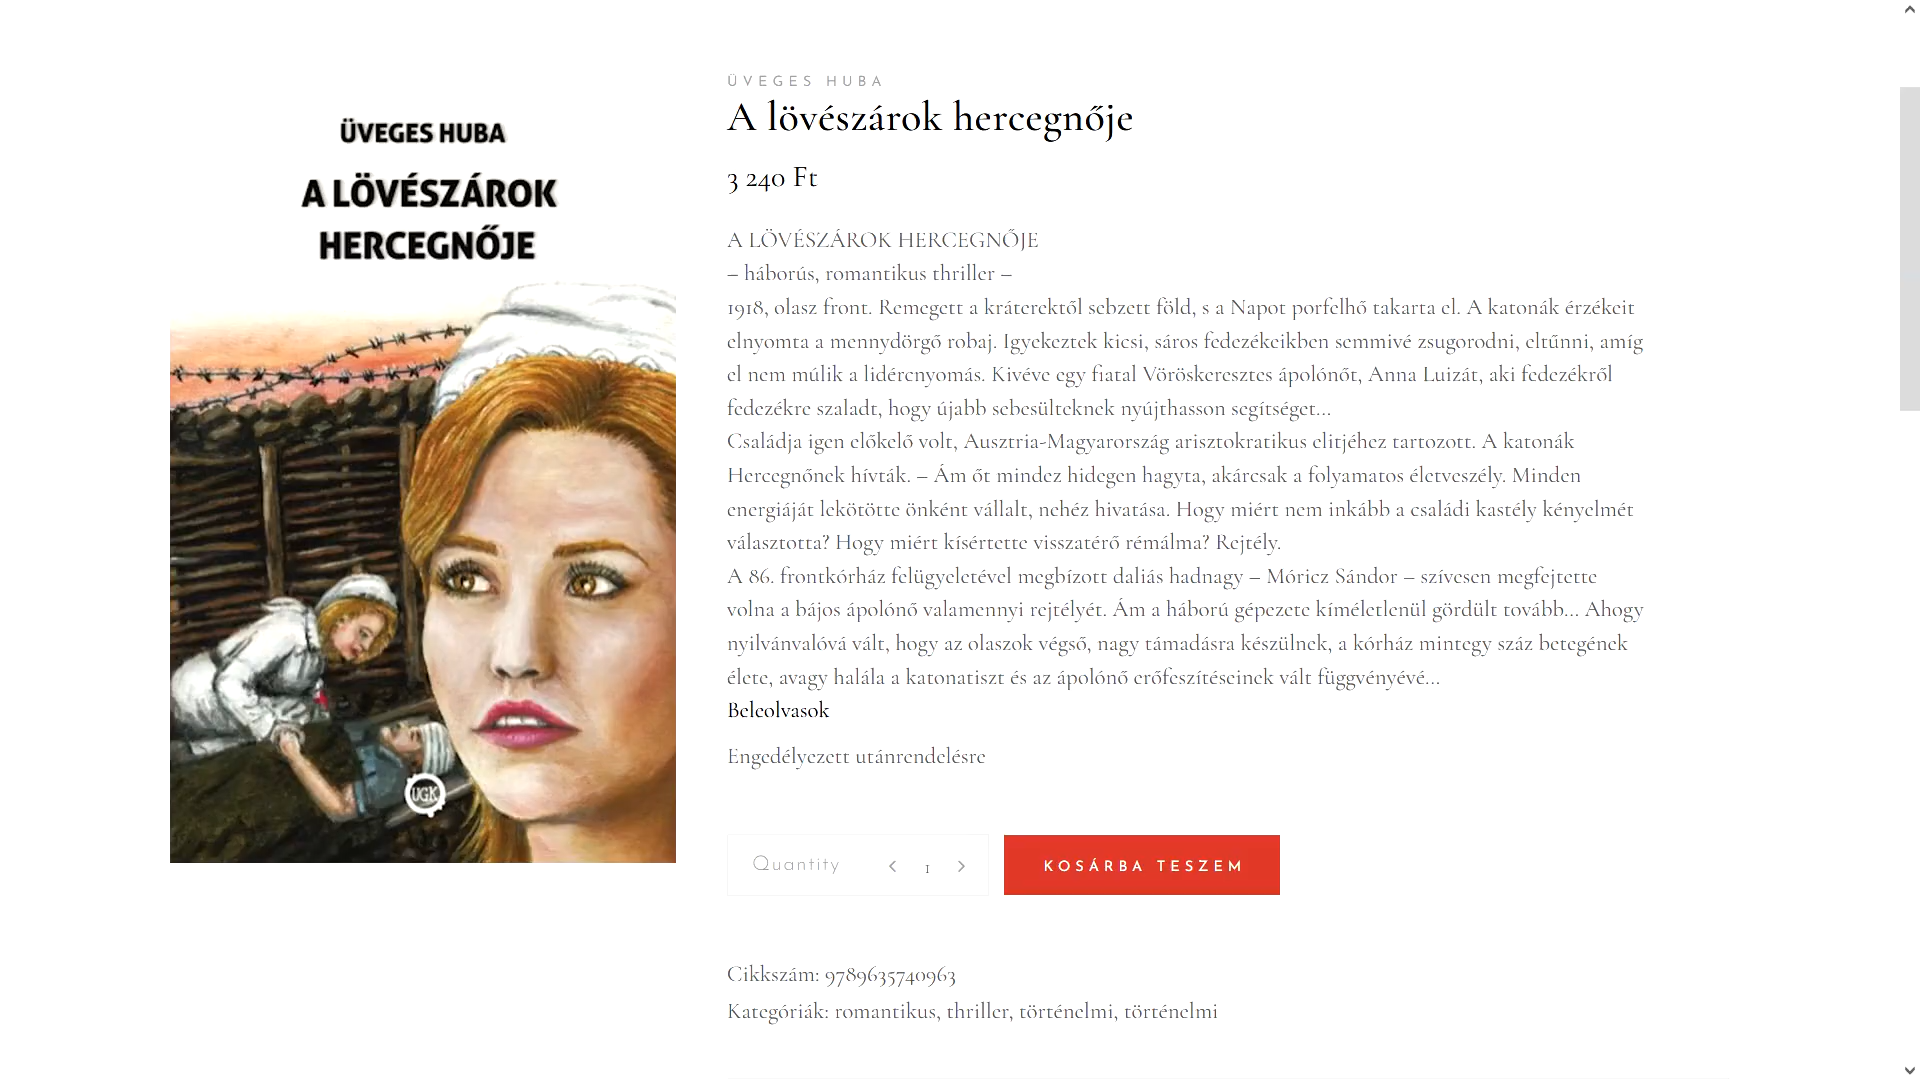 ÜVEGES HUBA
A LÖVÉSZÁROK
HERCEGNŐJE
UGK
ÜVEGES HUBA
A lövészárok hercegnője
3 240 Ft
A LÖVÉSZÁROK HERCEGNŐJE
– háborús, romantikus thriller –
1918, olasz front. Remegett a kráterektől sebzett föld, s a Napot porfelhő takarta el. A katonák érzékeit
elnyomta a mennydörgő robaj. Igyekeztek kicsi, sáros fedezékeikben semmivé zsugorodni, eltűnni, amíg
el nem múlik a lidércnyomás. Kivéve egy fiatal Vöröskeresztes ápolónőt, Anna Luizát, aki fedezékről
fedezékre szaladt, hogy újabb sebesülteknek nyújthasson segítséget…
Családja igen előkelő volt, Ausztria-Magyarország arisztokratikus elitjéhez tartozott. A katonák
Hercegnőnek hívták. – Ám őt mindez hidegen hagyta, akárcsak a folyamatos életveszély. Minden
energiáját lekötötte önként vállalt, nehéz hivatása. Hogy miért nem inkább a családi kastély kényelmét
választotta? Hogy miért kísértette visszatérő rémálma? Rejtély.
A 86. frontkórház felügyeletével megbízott daliás hadnagy – Móricz Sándor – szívesen megfejtette
volna a bájos ápolónő valamennyi rejtélyét. Ám a háború gépezete kíméletlenül gördült tovább… Ahogy
nyilvánvalóvá vált, hogy az olaszok végső, nagy támadásra készülnek, a kórház mintegy száz betegének
élete, avagy halála a katonatiszt és az ápolónő erőfeszítéseinek vált függvényévé…
Beleolvasok
Engedélyezett utánrendelésre
Quantity 1
KOSÁRBA TESZEM
Cikkszám: 9789635740963
Kategóriák: romantikus, thriller, történelmi, történelmi